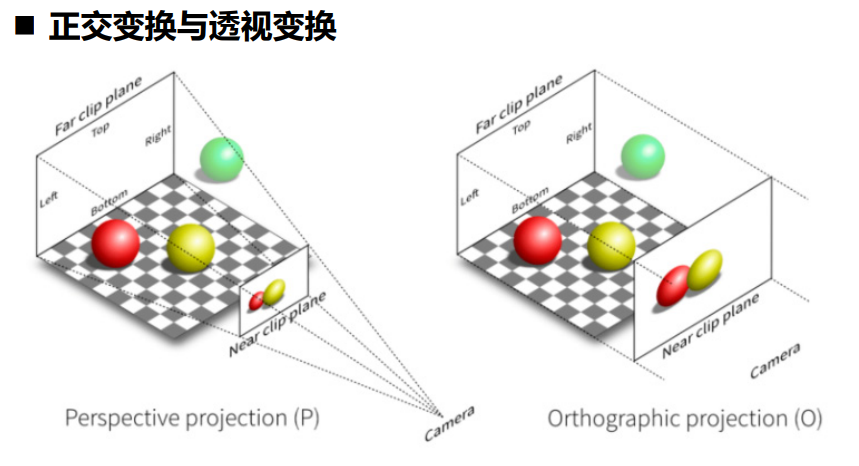 ■ 正交变换与透视变换
Far clip plane
Top
Right
Left
Bottom
Near clip plane
Camera
Perspective projection (P)
Far clip plane
Top
Right
Left
Bottom
Near clip plane
Camera
Orthographic projection (O)